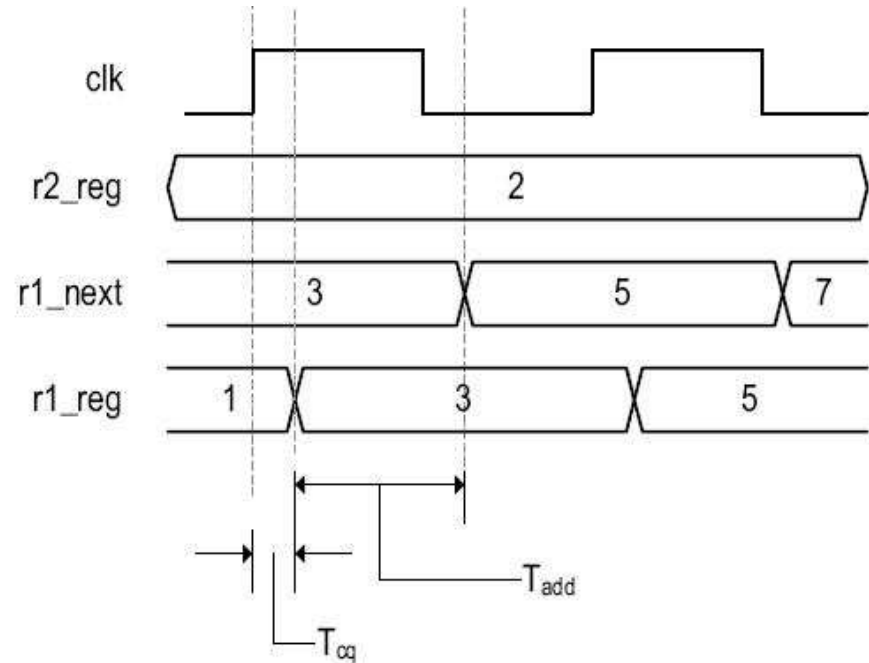 clk
r2_reg 2
r1_next 3 5 7
r1_reg 1 3 5
Tadd
Tcq